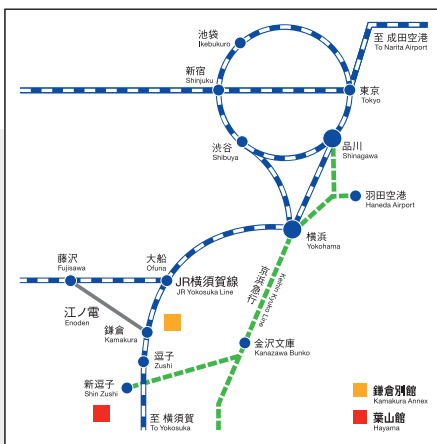 池袋
Ikebukuro
至 成田空港
To Narita Airport
新宿
Shinjuku
東京
Tokyo
渋谷
Shibuya
品川
Shinagawa
羽田空港
Haneda Airport
横浜
Yokohama
藤沢
Fujisawa
大船
Ofuna
JR横須賀線
JR Yokosuka Line
京浜急行
Keihin Kyuko Line
江ノ電
Enoden
鎌倉
Kamakura
逗子
Zushi
金沢文庫
Kanazawa Bunko
新逗子
Shin Zushi
至 横須賀
To Yokosuka
鎌倉別館
Kamakura Annex
葉山館
Hayama